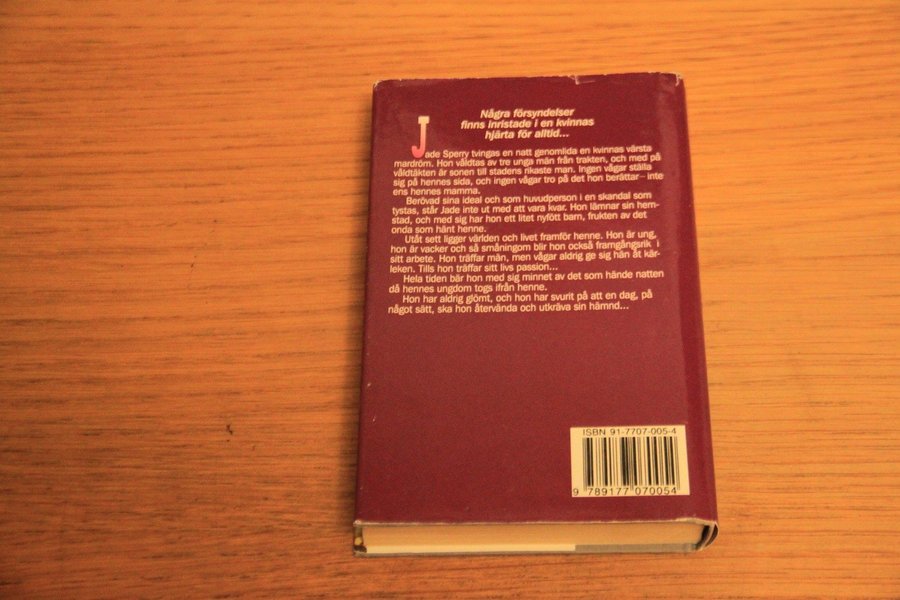 Några försyndelser
finns inristade i en kvinnas
hjärta för alltid...
Jade Sperry tvingas en natt genomlida en kvinnas värsta
mardröm. Hon våldtas av tre unga män från trakten, och med på
våldtäkten är sonen till stadens rikaste man. Ingen vågar ställa
sig på hennes sida, och ingen vågar tro på det hon berättar – inte
ens hennes mamma.
Berövad sina ideal och som huvudperson i en skandal som
tystas, står Jade inte ut med att vara kvar. Hon lämnar sin hem-
stad, och med sig har hon ett litet nyfött barn, frukten av det
onda som hänt henne.
Utåt sett ligger världen och livet framför henne. Hon är ung,
hon är vacker och så småningom blir hon också framgångsrik i
sitt arbete. Hon träffar män, men vågar aldrig ge sig hän åt kär-
leken. Tills hon träffar sitt livs passion...
Hela tiden bär hon med sig minnet av det som hände natten
då hennes ungdom togs ifrån henne.
Hon har aldrig glömt, och hon har svurit på att en dag, på
något sätt, ska hon återvända och utkräva sin hämnd...
ISBN 91-7707-005-4
9 789177 070054